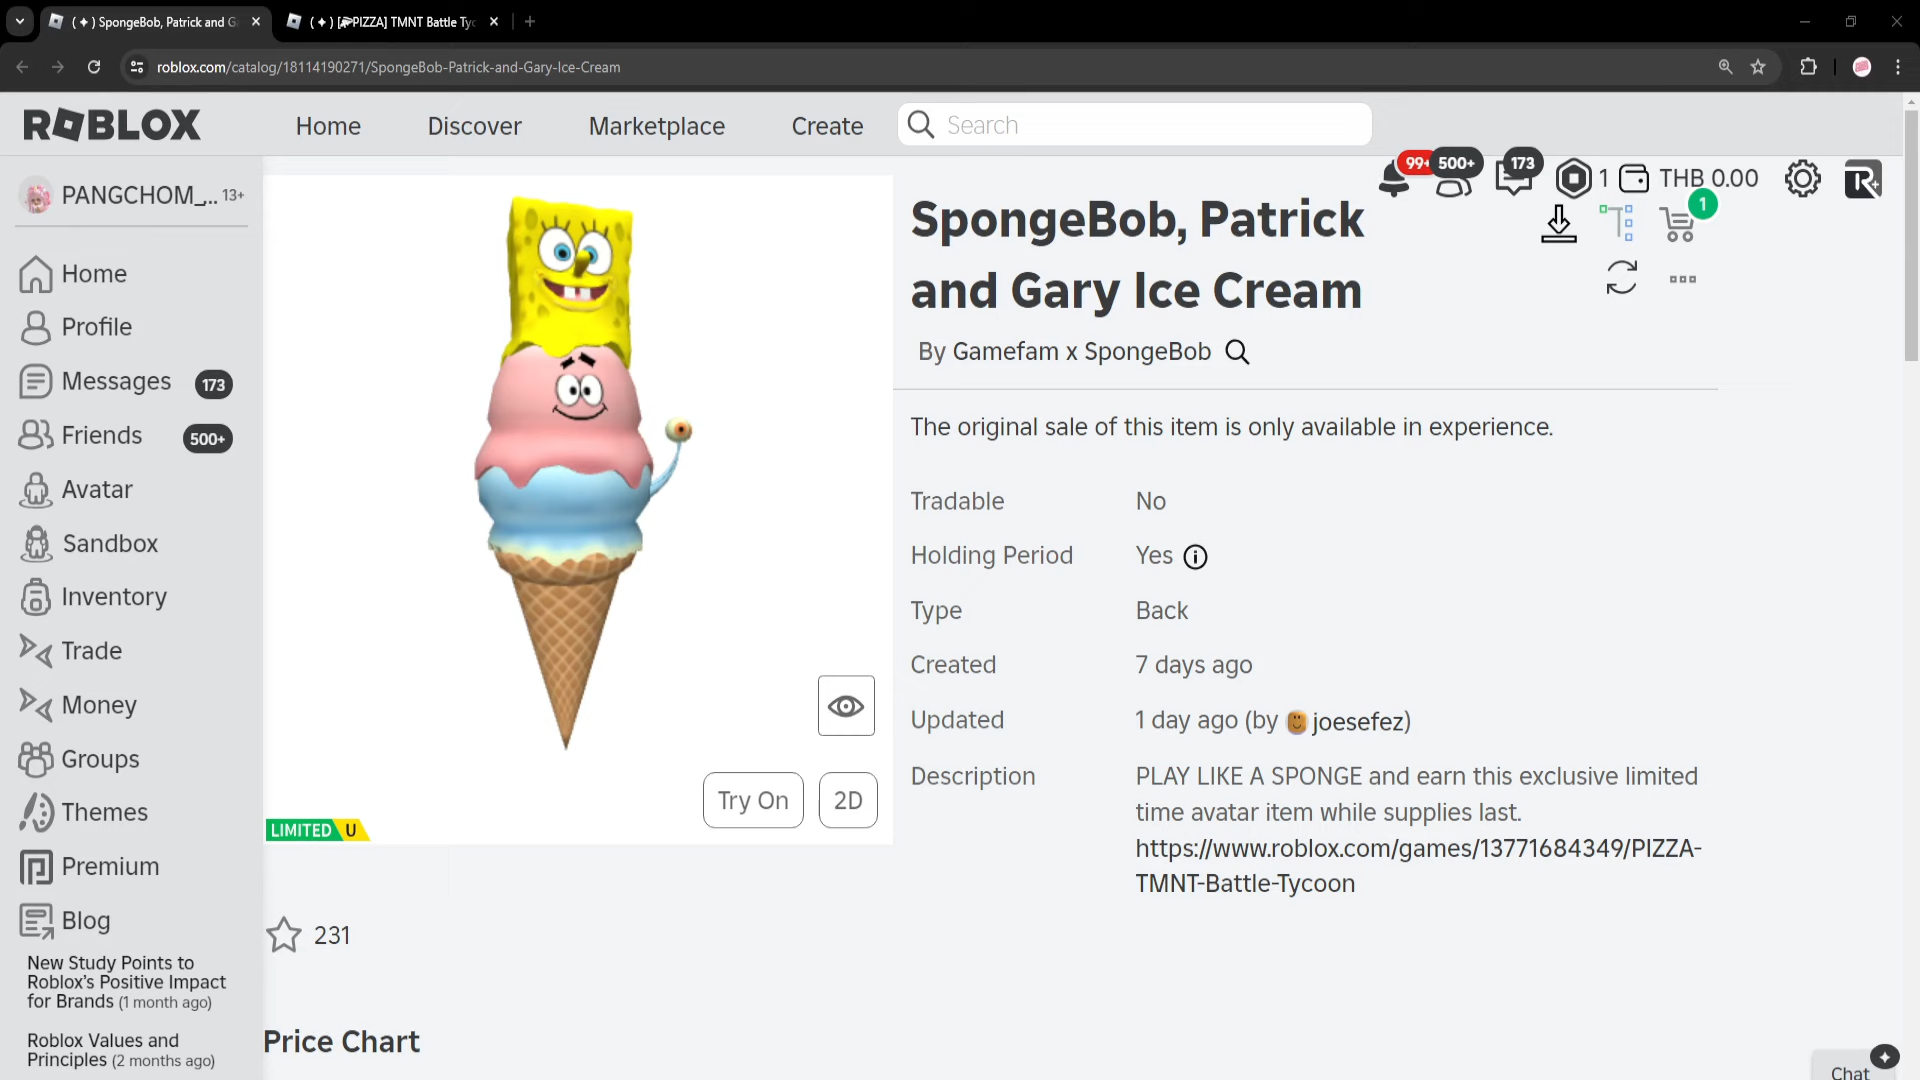 ( ✦ ) SpongeBob, Patrick and G
( ✦ ) [🍕PIZZA] TMNT Battle Ty
roblox.com/catalog/18114190271/SpongeBob-Patrick-and-Gary-Ice-Cream
ROBLOX
Home
Discover
Marketplace
Create
Search
99+
500+
173
1
THB 0.00
1
PANGCHOM_... 13+
Home
Profile
Messages 173
Friends 500+
Avatar
Sandbox
Inventory
Trade
Money
Groups
Themes
Premium
Blog
New Study Points to
Roblox's Positive Impact
for Brands (1 month ago)
Roblox Values and
Principles (2 months ago)
Try On
2D
LIMITED U
231
Price Chart
SpongeBob, Patrick
and Gary Ice Cream
By Gamefam x SpongeBob
The original sale of this item is only available in experience.
Tradable No
Holding Period Yes
Type Back
Created 7 days ago
Updated 1 day ago (by joesefez)
Description PLAY LIKE A SPONGE and earn this exclusive limited
time avatar item while supplies last.
https://www.roblox.com/games/13771684349/PIZZA-
TMNT-Battle-Tycoon
Chat